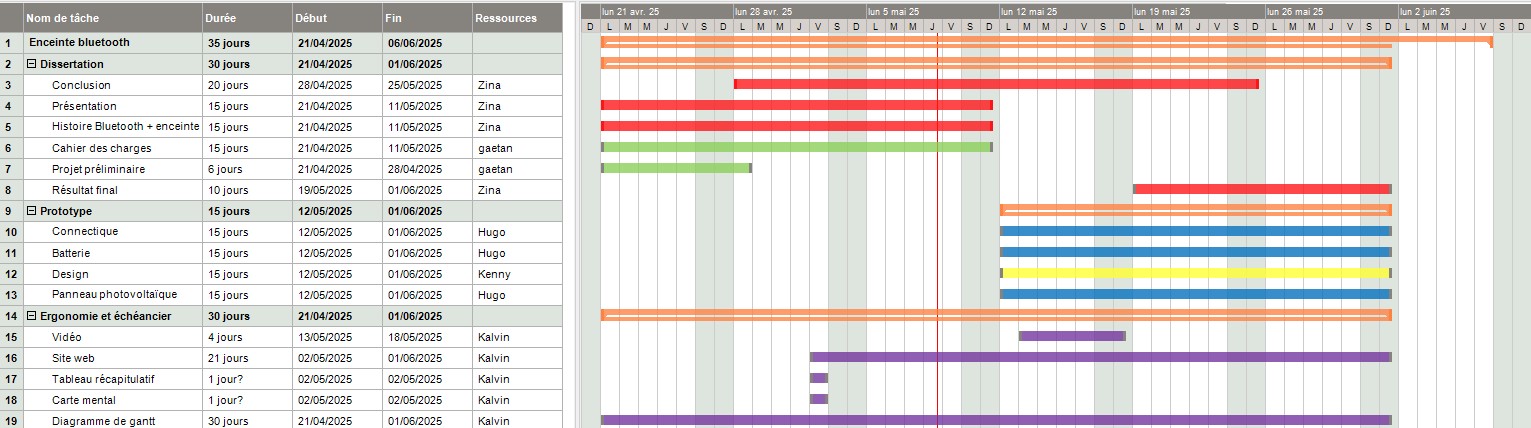 Nom de tâche Durée Début Fin Ressources
lun 21 avr. 25 lun 28 avr. 25 lun 5 mai 25 lun 12 mai 25 lun 19 mai 25 lun 26 mai 25 lun 2 juin 25
D L M M J V S D L M M J V S D L M M J V S D L M M J V S D L M M J V S D L M M J V S D L M M J V S D
1 Enceinte bluetooth 35 jours 21/04/2025 06/06/2025
2 Dissertation 30 jours 21/04/2025 01/06/2025
3 Conclusion 20 jours 28/04/2025 25/05/2025 Zina
4 Présentation 15 jours 21/04/2025 11/05/2025 Zina
5 Histoire Bluetooth + enceinte 15 jours 21/04/2025 11/05/2025 Zina
6 Cahier des charges 15 jours 21/04/2025 11/05/2025 gaetan
7 Projet préliminaire 6 jours 21/04/2025 28/04/2025 gaetan
8 Résultat final 10 jours 19/05/2025 01/06/2025 Zina
9 Prototype 15 jours 12/05/2025 01/06/2025
10 Connectique 15 jours 12/05/2025 01/06/2025 Hugo
11 Batterie 15 jours 12/05/2025 01/06/2025 Hugo
12 Design 15 jours 12/05/2025 01/06/2025 Kenny
13 Panneau photovoltaïque 15 jours 12/05/2025 01/06/2025 Hugo
14 Ergonomie et échéancier 30 jours 21/04/2025 01/06/2025
15 Vidéo 4 jours 13/05/2025 18/05/2025 Kalvin
16 Site web 21 jours 02/05/2025 01/06/2025 Kalvin
17 Tableau récapitulatif 1 jour? 02/05/2025 02/05/2025 Kalvin
18 Carte mental 1 jour? 02/05/2025 02/05/2025 Kalvin
19 Diagramme de gantt 30 jours 21/04/2025 01/06/2025 Kalvin